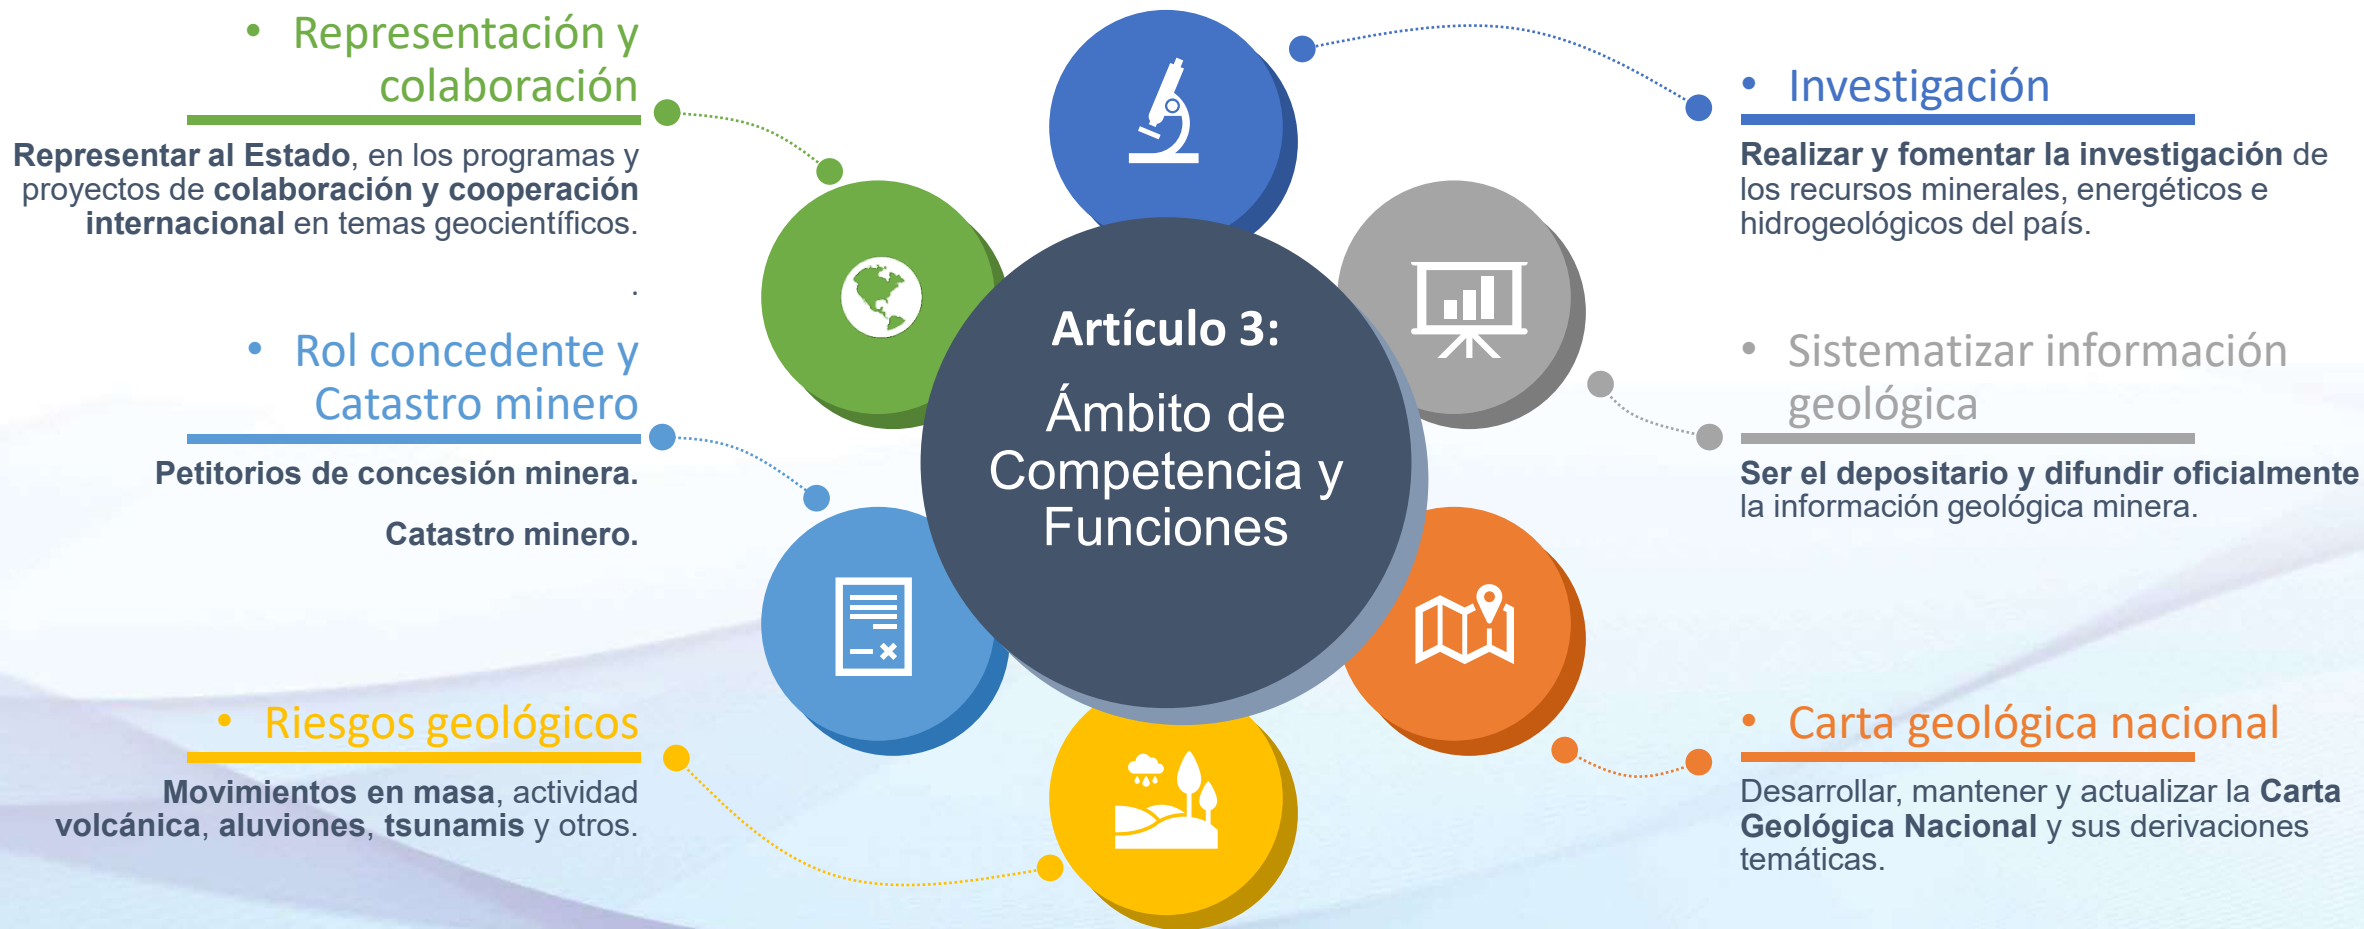 • Representación y
colaboración
Representar al Estado, en los programas y
proyectos de colaboración y cooperación
internacional en temas geocientíficos.
.
• Rol concedente y
Catastro minero
Petitorios de concesión minera.
Catastro minero.
• Riesgos geológicos
Movimientos en masa, actividad
volcánica, aluviones, tsunamis y otros.
Artículo 3:
Ámbito de
Competencia y
Funciones
• Investigación
Realizar y fomentar la investigación de
los recursos minerales, energéticos e
hidrogeológicos del país.
• Sistematizar información
geológica
Ser el depositario y difundir oficialmente
la información geológica minera.
• Carta geológica nacional
Desarrollar, mantener y actualizar la Carta
Geológica Nacional y sus derivaciones
temáticas.